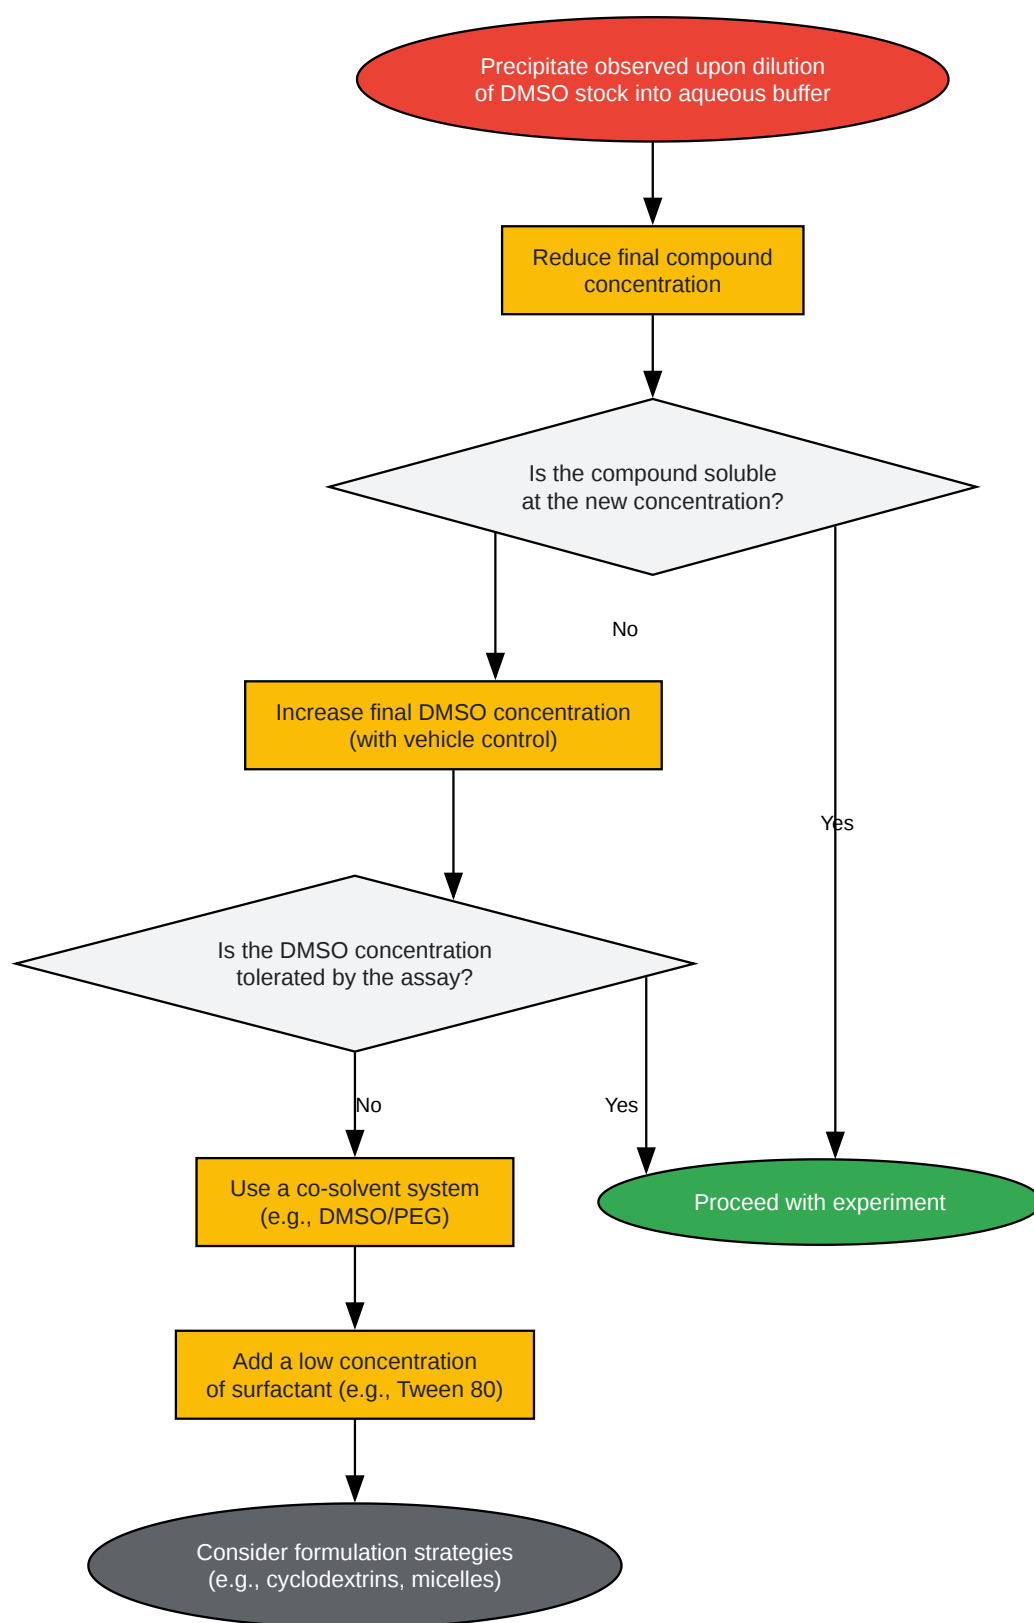 Precipitate observed upon dilution
of DMSO stock into aqueous buffer
Reduce final compound
concentration
Is the compound soluble
at the new concentration?
No
Increase final DMSO concentration
(with vehicle control)
Yes
Is the DMSO concentration
tolerated by the assay?
No
Yes
Use a co-solvent system
(e.g., DMSO/PEG)
Proceed with experiment
Add a low concentration
of surfactant (e.g., Tween 80)
Consider formulation strategies
(e.g., cyclodextrins, micelles)